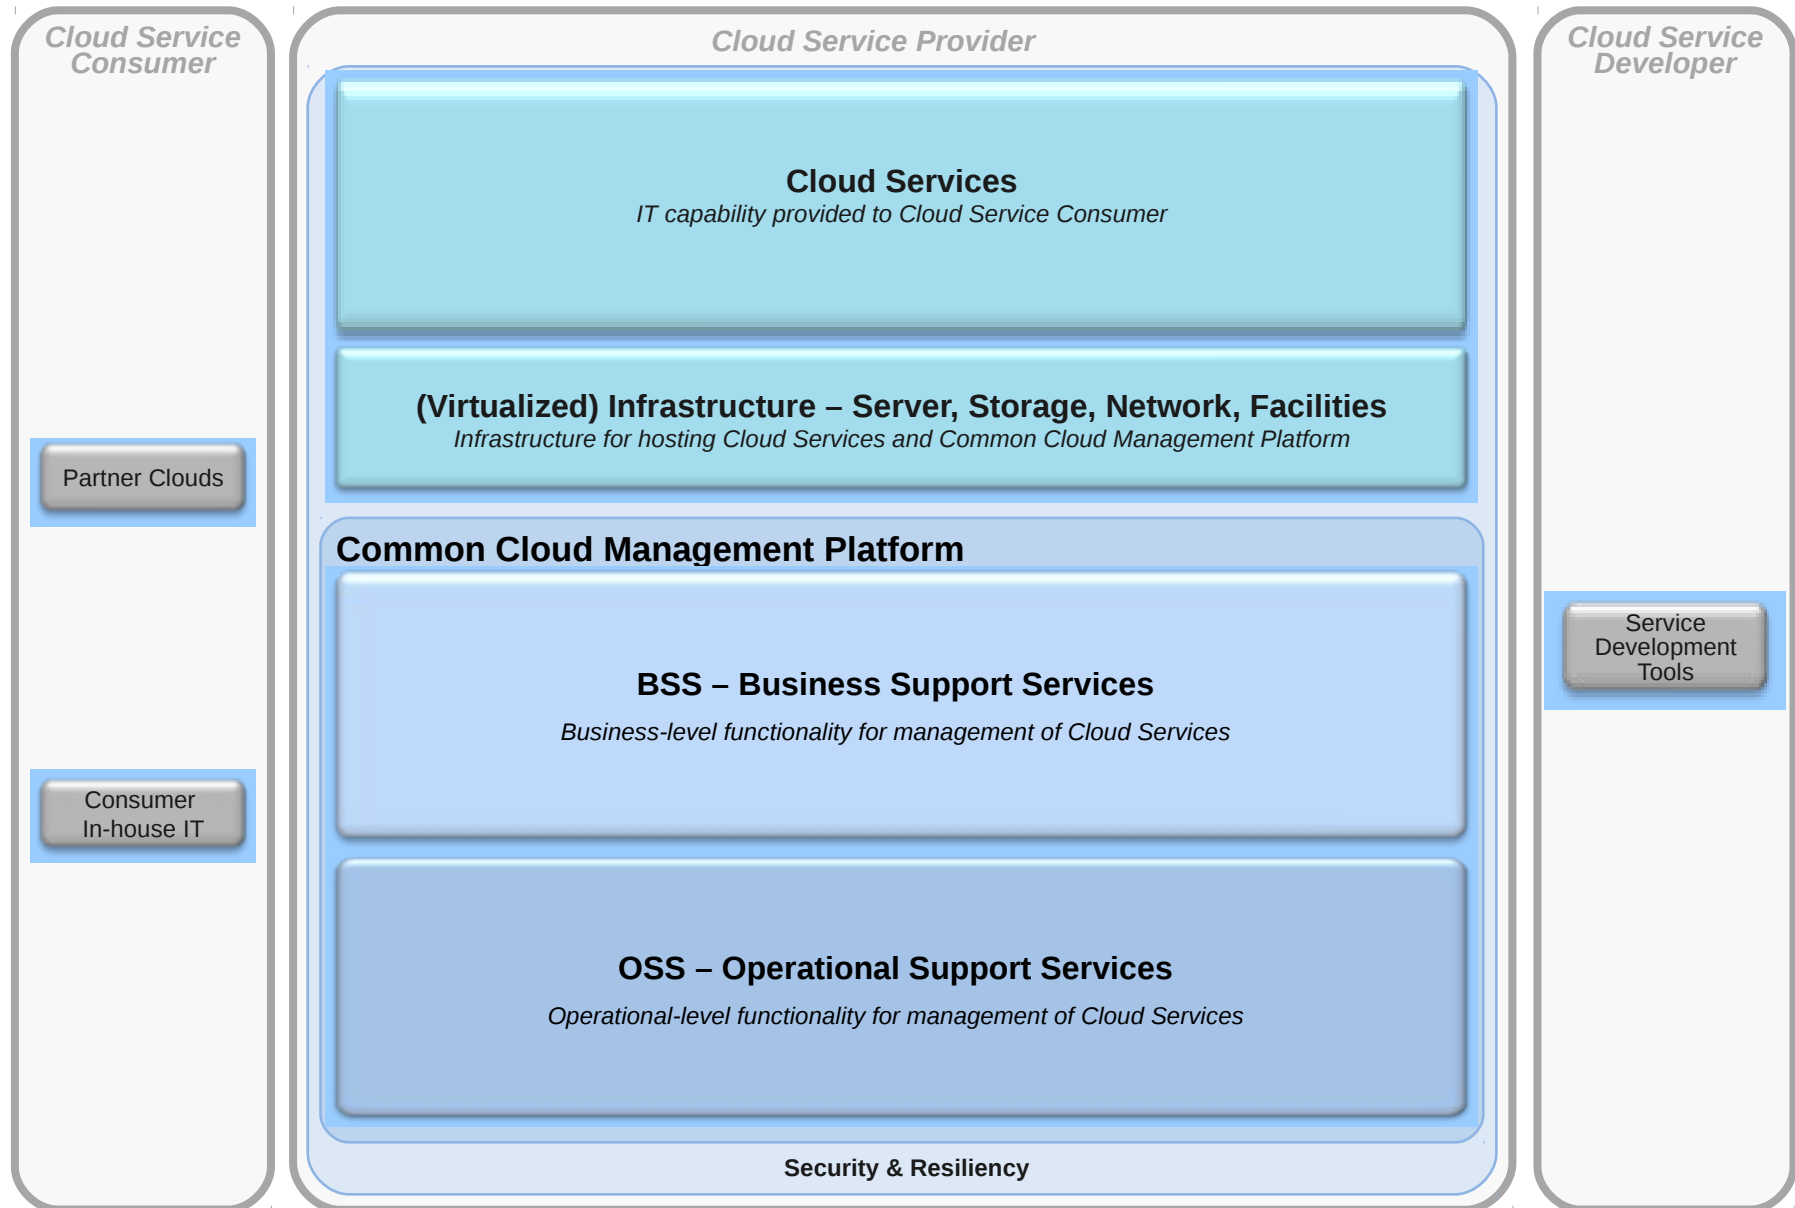 Cloud Service
Consumer
Partner Clouds
Consumer
In-house IT
Cloud Service Provider
Cloud Services
IT capability provided to Cloud Service Consumer
(Virtualized) Infrastructure – Server, Storage, Network, Facilities
Infrastructure for hosting Cloud Services and Common Cloud Management Platform
Common Cloud Management Platform
BSS – Business Support Services
Business-level functionality for management of Cloud Services
OSS – Operational Support Services
Operational-level functionality for management of Cloud Services
Security & Resiliency
Cloud Service
Developer
Service
Development
Tools